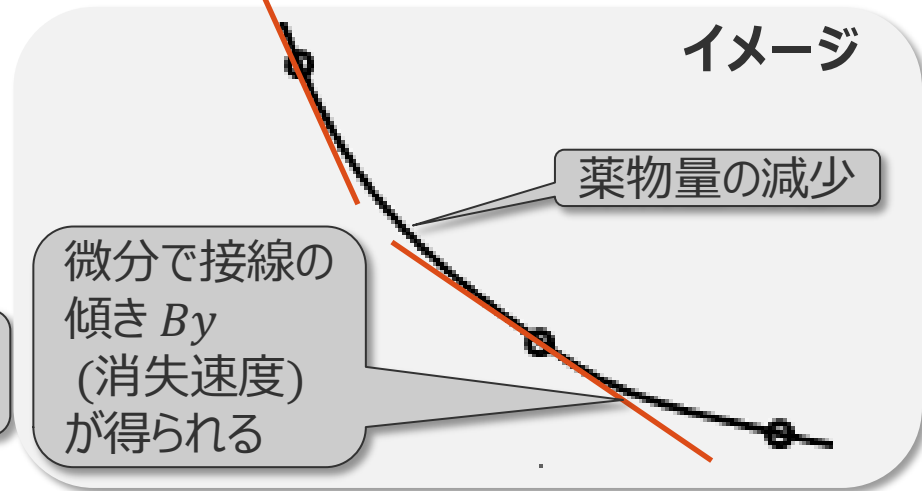 イメージ
薬物量の減少
微分で接線の
傾き By
(消失速度)
が得られる